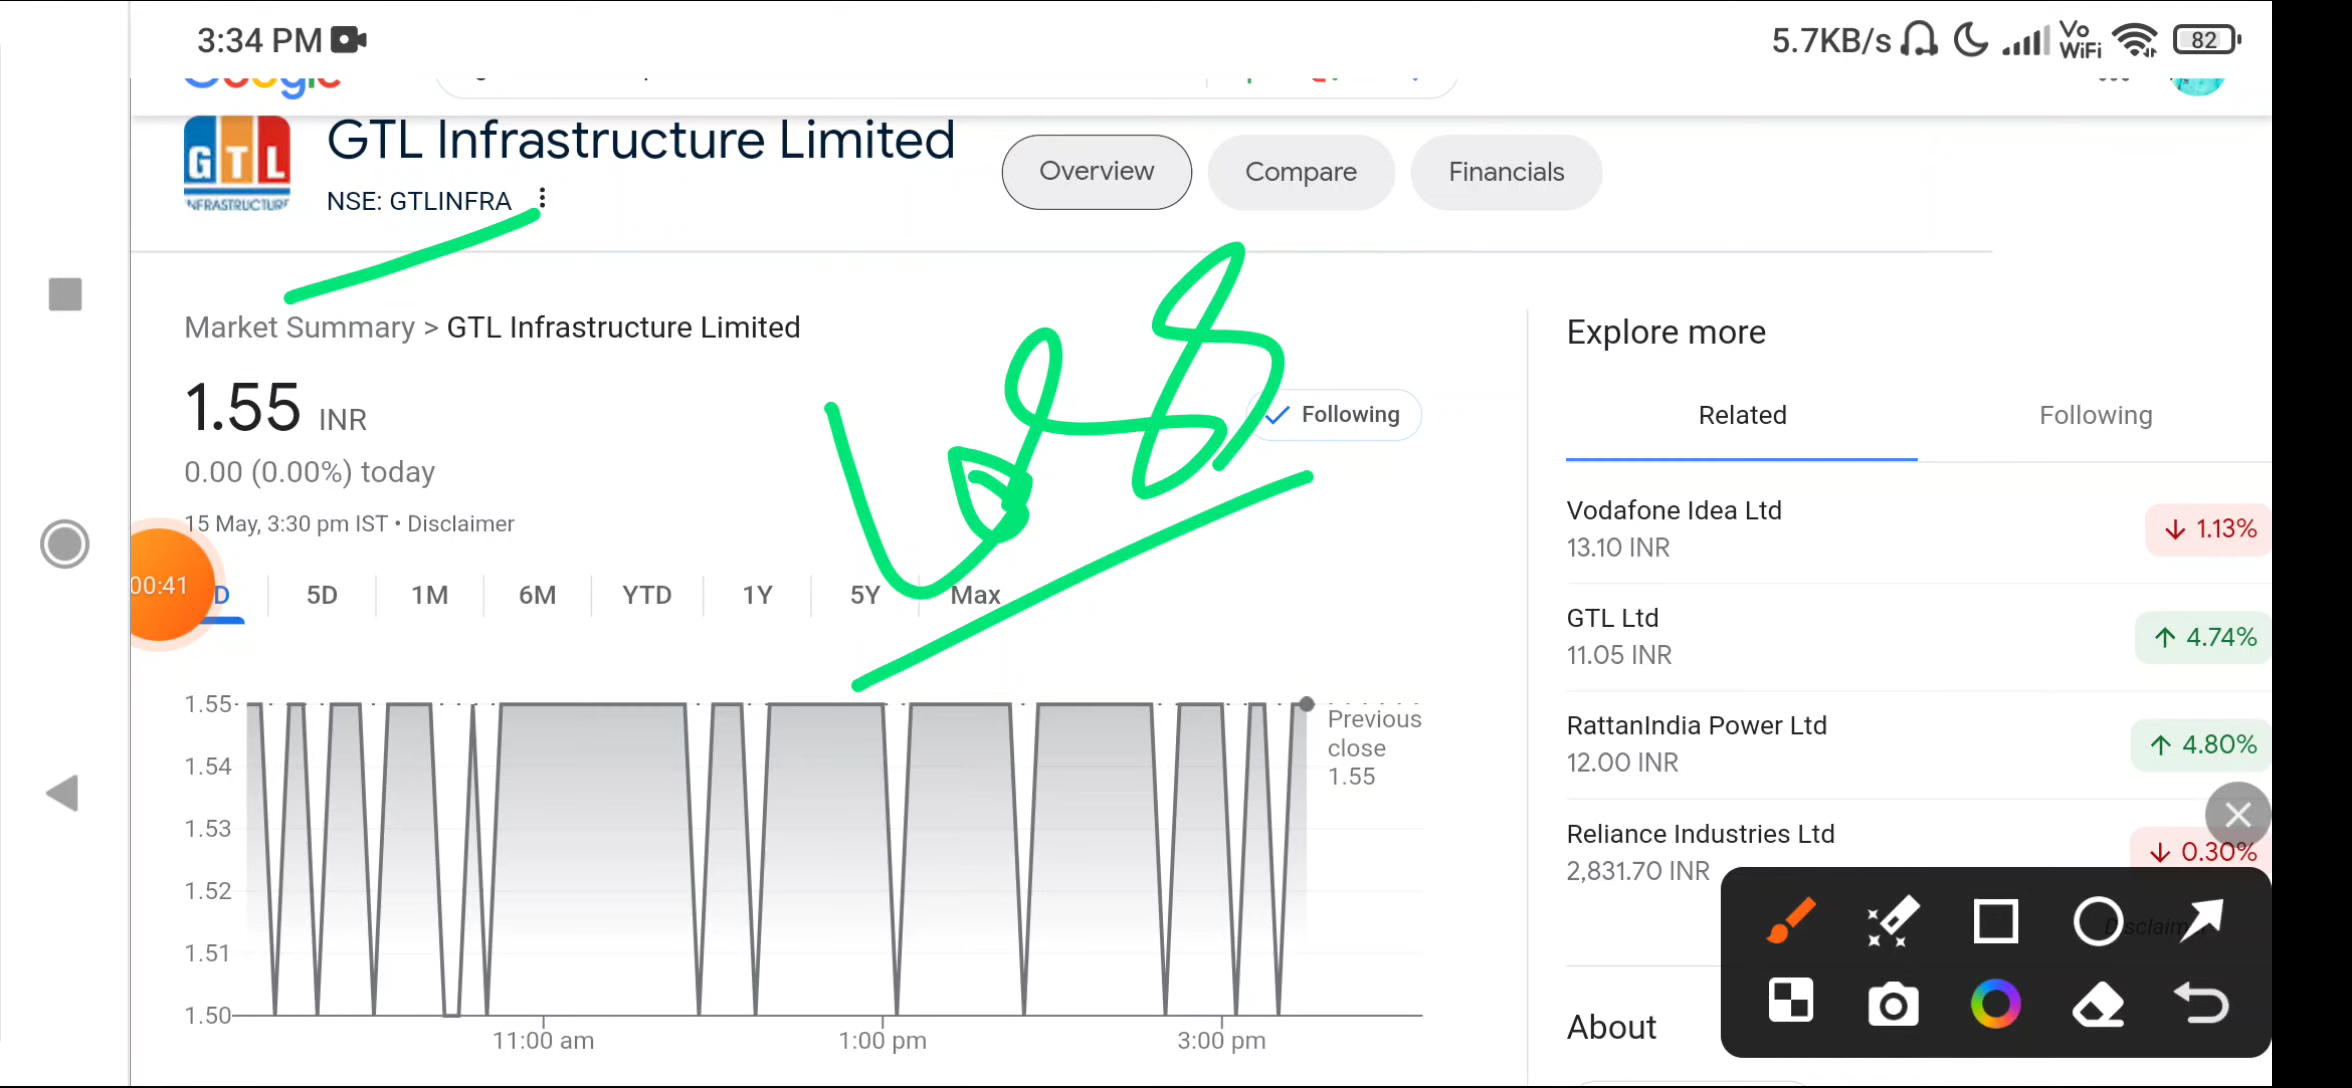 3:34 PM
5.7KB/s
Vo
WiFi
82
GTL
INFRASTRUCTURE
GTL Infrastructure Limited
NSE: GTLINFRA
Overview
Compare
Financials
Market Summary > GTL Infrastructure Limited
1.55 INR
Following
0.00 (0.00%) today
15 May, 3:30 pm IST • Disclaimer
00:41
D
5D
1M
6M
YTD
1Y
5Y
Max
1.55
1.54
1.53
1.52
1.51
1.50
Previous
close
1.55
11:00 am
1:00 pm
3:00 pm
Explore more
Related
Following
Vodafone Idea Ltd
13.10 INR
↓ 1.13%
GTL Ltd
11.05 INR
↑ 4.74%
RattanIndia Power Ltd
12.00 INR
↑ 4.80%
Reliance Industries Ltd
2,831.70 INR
↓ 0.30%
About